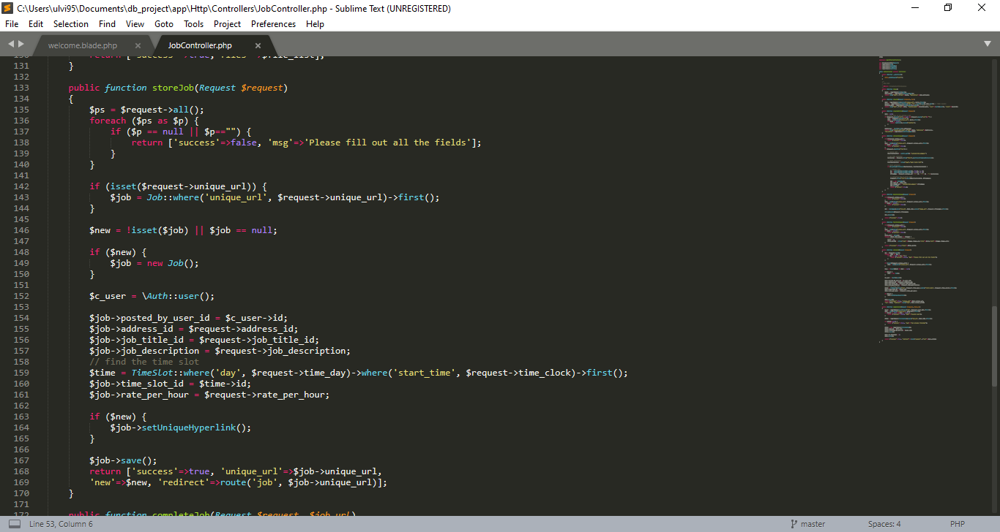 C:\Users\ulvi95\Documents\db_project\app\Http\Controllers\JobController.php - Sublime Text (UNREGISTERED)
File Edit Selection Find View Goto Tools Project Preferences Help
welcome.blade.php × JobController.php ×
130 return ['success'=>true, 'files'=>$file_list];
131 }
132
133 public function storeJob(Request $request)
134 {
135 $ps = $request->all();
136 foreach ($ps as $p) {
137 if ($p == null || $p=="") {
138 return ['success'=>false, 'msg'=>'Please fill out all the fields'];
139 }
140 }
141
142 if (isset($request->unique_url)) {
143 $job = Job::where('unique_url', $request->unique_url)->first();
144 }
145
146 $new = !isset($job) || $job == null;
147
148 if ($new) {
149 $job = new Job();
150 }
151
152 $c_user = \Auth::user();
153
154 $job->posted_by_user_id = $c_user->id;
155 $job->address_id = $request->address_id;
156 $job->job_title_id = $request->job_title_id;
157 $job->job_description = $request->job_description;
158 // find the time slot
159 $time = TimeSlot::where('day', $request->time_day)->where('start_time', $request->time_clock)->first();
160 $job->time_slot_id = $time->id;
161 $job->rate_per_hour = $request->rate_per_hour;
162
163 if ($new) {
164 $job->setUniqueHyperlink();
165 }
166
167 $job->save();
168 return ['success'=>true, 'unique_url'=>$job->unique_url,
169 'new'=>$new, 'redirect'=>route('job', $job->unique_url)];
170 }
171
172 public function completeJob(Request $request, $job_url)
Line 53, Column 6 master Spaces: 4 PHP